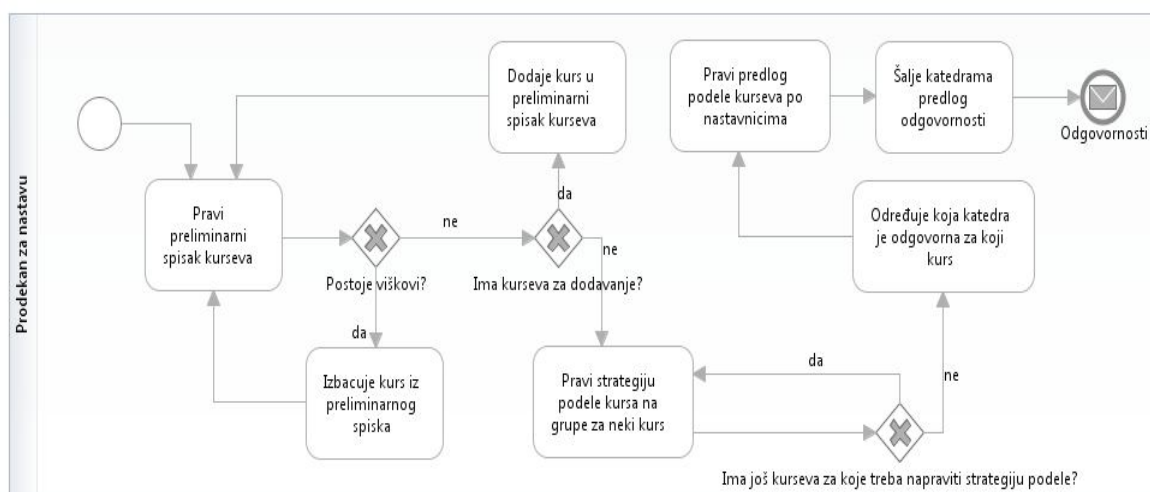 Prodekan za nastavu
Pravi
preliminarni
spisak kurseva
Postoje viškovi?
da
Izbacuje kurs iz
preliminarnog
spiska
ne
Ima kurseva za dodavanje?
da
Dodaje kurs u
preliminarni
spisak kurseva
ne
Pravi strategiju
podele kursa na
grupe za neki kurs
Ima još kurseva za koje treba napraviti strategiju podele?
da
ne
Određuje koja katedra
je odgovorna za koji
kurs
Pravi predlog
podele kurseva po
nastavnicima
Šalje katedrama
predlog
odgovornosti
Odgovornosti